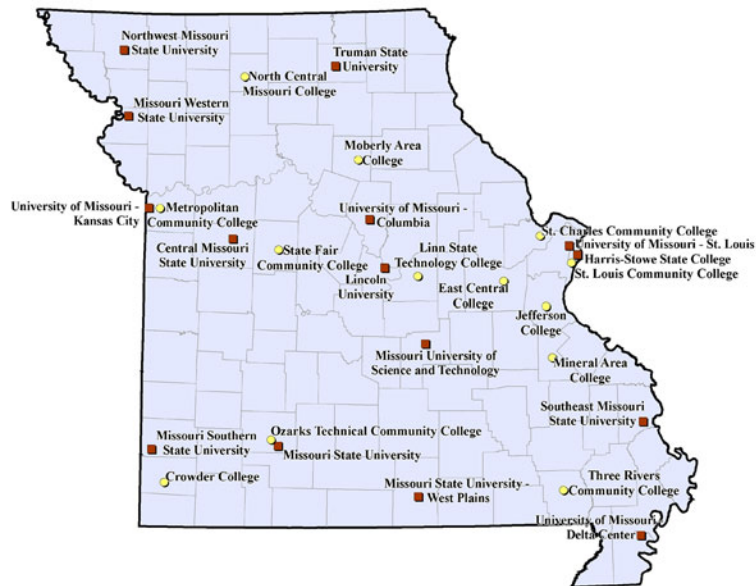 Northwest Missouri
State University
Truman State
University
North Central
Missouri College
Missouri Western
State University
Moberly Area
College
University of Missouri -
Kansas City
Metropolitan
Community College
University of Missouri -
Columbia
Central Missouri
State University
State Fair
Community College
Linn State
Technology College
Lincoln
University
East Central
College
St. Charles Community College
University of Missouri - St. Louis
Harris-Stowe State College
St. Louis Community College
Jefferson
College
Missouri University of
Science and Technology
Mineral Area
College
Southeast Missouri
State University
Missouri Southern
State University
Ozarks Technical Community College
Missouri State University
Crowder College
Missouri State University -
West Plains
Three Rivers
Community College
University of Missouri
Delta Center